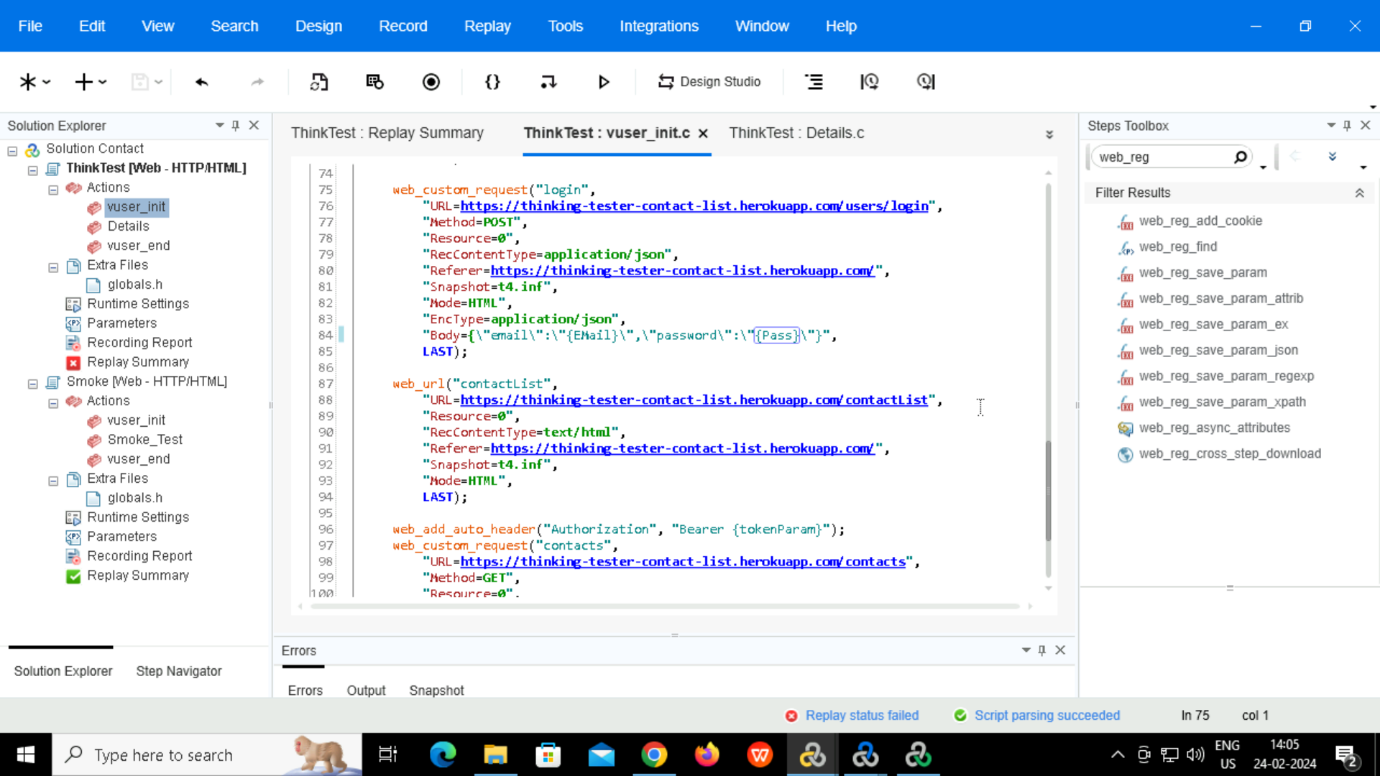 File Edit View Search Design Record Replay Tools Integrations Window Help
{} Design Studio
Solution Explorer
Solution Contact
ThinkTest [Web - HTTP/HTML]
Actions
vuser_init
Details
vuser_end
Extra Files
globals.h
Runtime Settings
Parameters
Recording Report
Replay Summary
Smoke [Web - HTTP/HTML]
Actions
vuser_init
Smoke_Test
vuser_end
Extra Files
globals.h
Runtime Settings
Parameters
Recording Report
Replay Summary
Solution Explorer Step Navigator
ThinkTest : Replay Summary ThinkTest : vuser_init.c ThinkTest : Details.c
74
75 web_custom_request("login",
76 "URL=https://thinking-tester-contact-list.herokuapp.com/users/login",
77 "Method=POST",
78 "Resource=0",
79 "RecContentType=application/json",
80 "Referer=https://thinking-tester-contact-list.herokuapp.com/",
81 "Snapshot=t4.inf",
82 "Mode=HTML",
83 "EncType=application/json",
84 "Body={\"email\":\"{EMail}\",\"password\":\"{Pass}\"}",
85 LAST);
86
87 web_url("contactList",
88 "URL=https://thinking-tester-contact-list.herokuapp.com/contactList",
89 "Resource=0",
90 "RecContentType=text/html",
91 "Referer=https://thinking-tester-contact-list.herokuapp.com/",
92 "Snapshot=t4.inf",
93 "Mode=HTML",
94 LAST);
95
96 web_add_auto_header("Authorization", "Bearer {tokenParam}");
97 web_custom_request("contacts",
98 "URL=https://thinking-tester-contact-list.herokuapp.com/contacts",
99 "Method=GET",
100 "Resource=0",
Errors
Errors Output Snapshot
Steps Toolbox
web_reg
Filter Results
web_reg_add_cookie
web_reg_find
web_reg_save_param
web_reg_save_param_attrib
web_reg_save_param_ex
web_reg_save_param_json
web_reg_save_param_regexp
web_reg_save_param_xpath
web_reg_async_attributes
web_reg_cross_step_download
Replay status failed Script parsing succeeded ln 75 col 1
Type here to search
ENG
US
14:05
24-02-2024
2